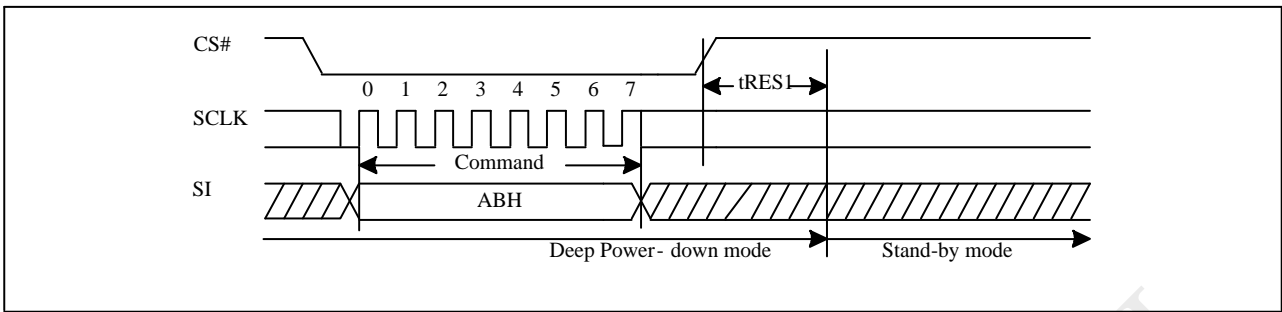 CS#
tRES1
0 1 2 3 4 5 6 7
SCLK
Command
SI
ABH
Deep Power- down mode Stand-by mode